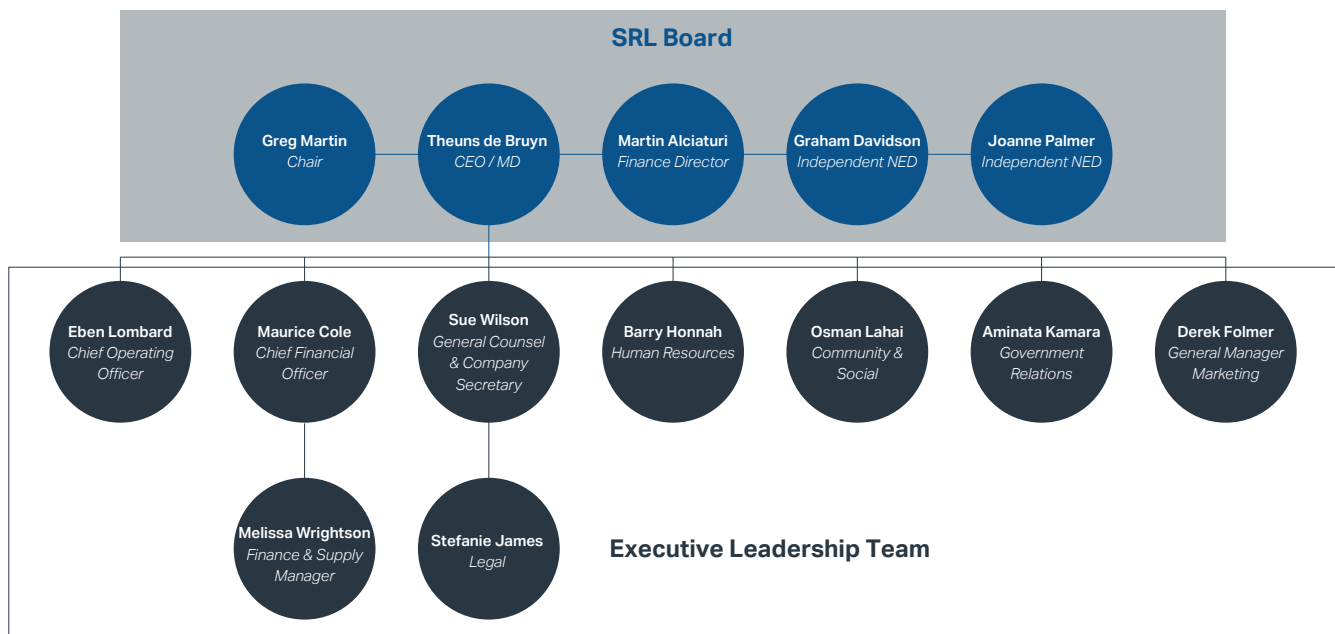 SRL Board
Greg Martin
Chair
Theuns de Bruyn
CEO / MD
Martin Alciaturi
Finance Director
Graham Davidson
Independent NED
Joanne Palmer
Independent NED
Eben Lombard
Chief Operating
Officer
Maurice Cole
Chief Financial
Officer
Sue Wilson
General Counsel
& Company
Secretary
Barry Honnah
Human Resources
Osman Lahai
Community &
Social
Aminata Kamara
Government
Relations
Derek Folmer
General Manager
Marketing
Melissa Wrightson
Finance & Supply
Manager
Stefanie James
Legal
Executive Leadership Team